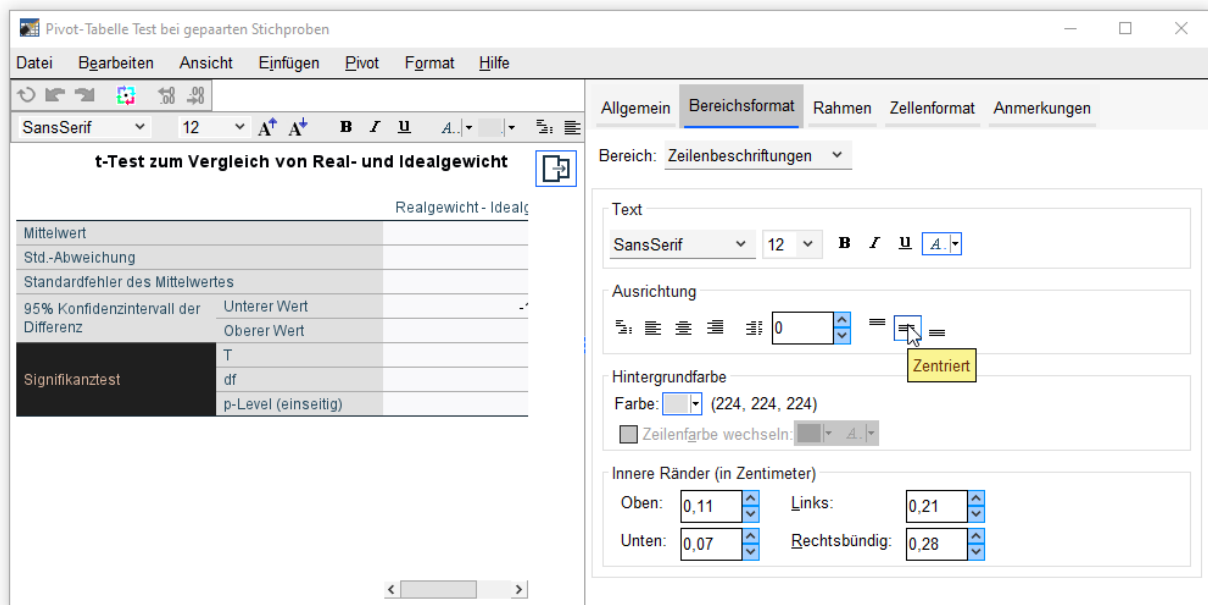 Pivot-Tabelle Test bei gepaarten Stichproben
Datei Bearbeiten Ansicht Einfügen Pivot Format Hilfe
SansSerif 12 A A B I U A..
t-Test zum Vergleich von Real- und Idealgewicht
Realgewicht - Idealg
Mittelwert
Std.-Abweichung
Standardfehler des Mittelwertes
95% Konfidenzintervall der Differenz
Unterer Wert
Oberer Wert
Signifikanztest
T
df
p-Level (einseitig)
Allgemein Bereichsformat Rahmen Zellenformat Anmerkungen
Bereich: Zeilenbeschriftungen
Text
SansSerif 12 B I U A..
Ausrichtung
0
Zentriert
Hintergrundfarbe
Farbe: (224, 224, 224)
Zeilenfarbe wechseln: A..
Innere Ränder (in Zentimeter)
Oben: 0,11 Links: 0,21
Unten: 0,07 Rechtsbündig: 0,28